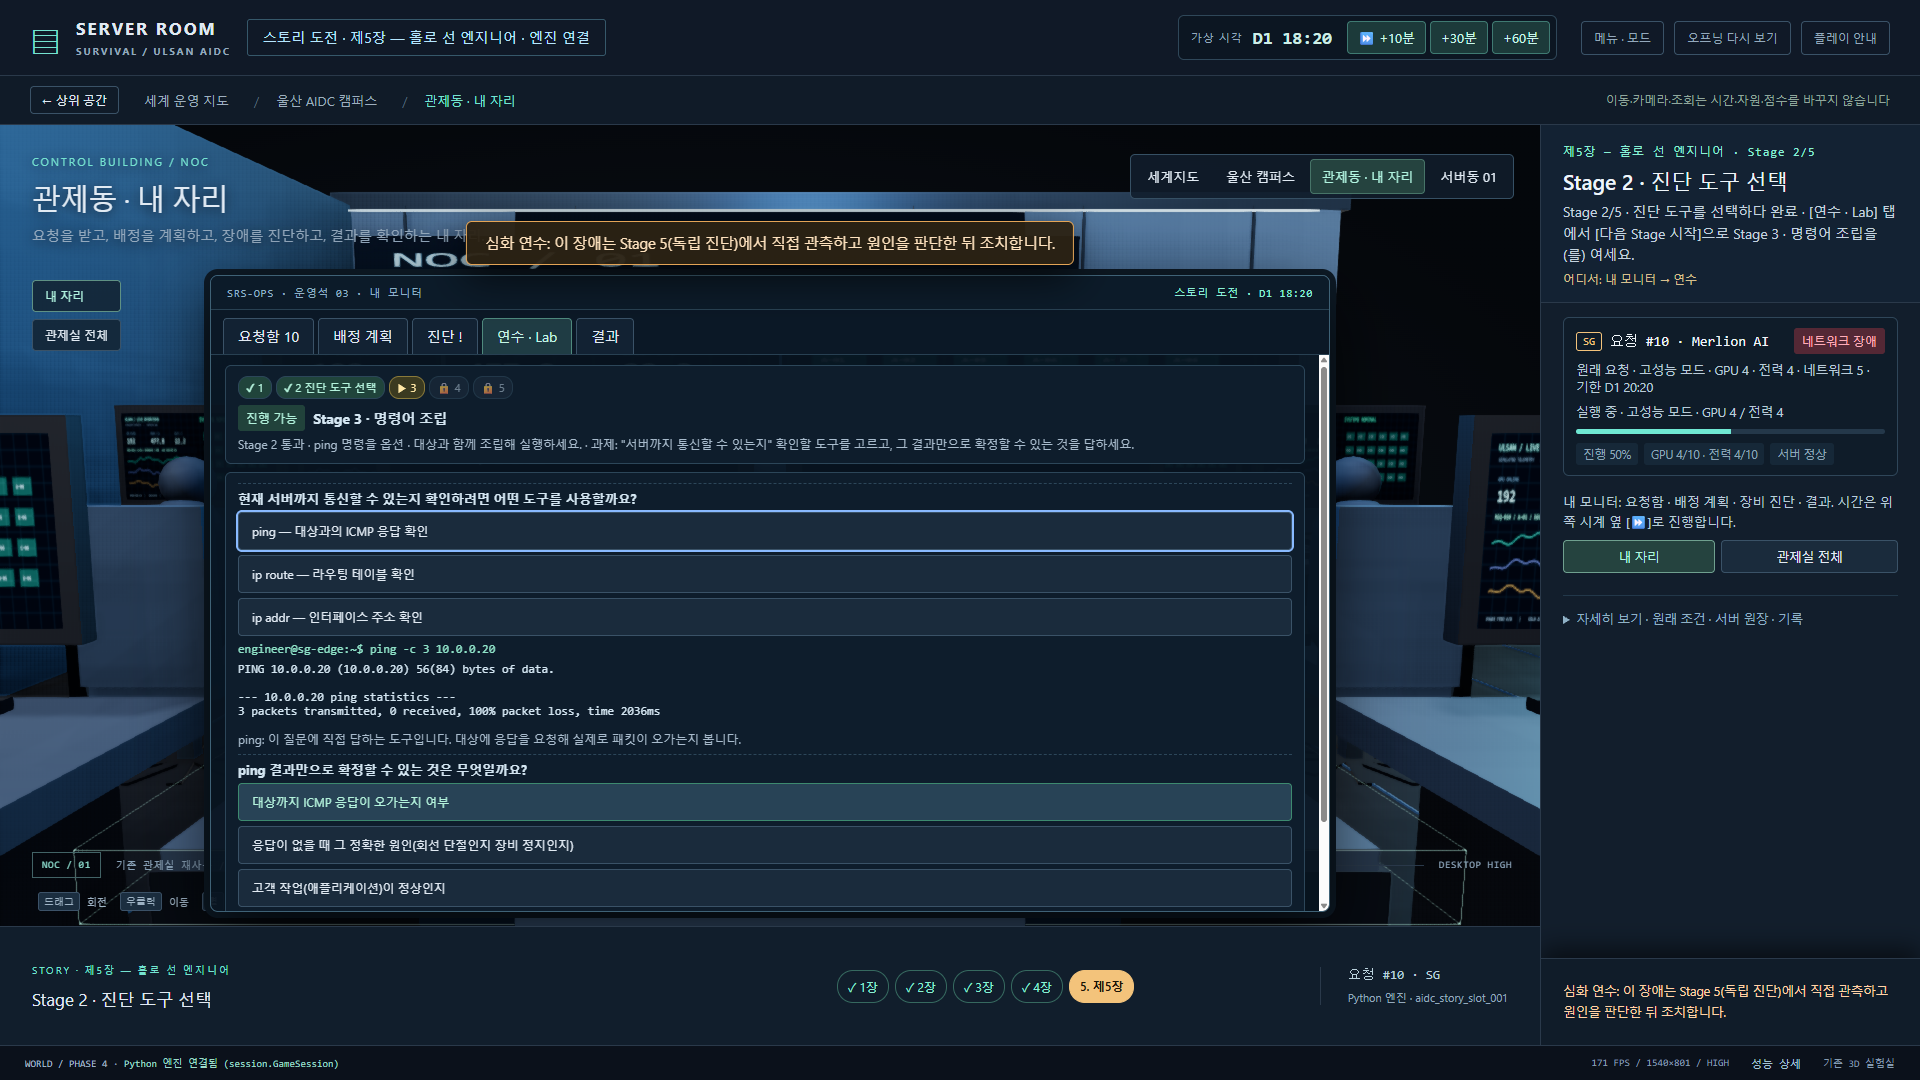 SERVER ROOM
SURVIVAL / ULSAN AIDC
스토리 도전 · 제5장 — 홀로 선 엔지니어 · 엔진 연결
가상 시각 D1 18:20 ⏩ +10분 +30분 +60분
메뉴 · 모드 오프닝 다시 보기 플레이 안내
← 상위 공간 세계 운영 지도 / 울산 AIDC 캠퍼스 / 관제동 · 내 자리
이동·카메라·조회는 시간·자원·점수를 바꾸지 않습니다
CONTROL BUILDING / NOC
관제동 · 내 자리
요청을 받고, 배정을 계획하고, 장애를 진단하고, 결과를 확인하는 내 자
내 자리
관제실 전체
세계지도 울산 캠퍼스 관제동 · 내 자리 서버동 01
심화 연수: 이 장애는 Stage 5(독립 진단)에서 직접 관측하고 원인을 판단한 뒤 조치합니다.
NOC / 01
SRS-OPS · 운영석 03 · 내 모니터
스토리 도전 · D1 18:20
요청함 10 배정 계획 진단 ! 연수 · Lab 결과
✓ 1 ✓ 2 진단 도구 선택 ▶ 3 🔒 4 🔒 5
진행 가능 Stage 3 · 명령어 조립
Stage 2 통과 · ping 명령을 옵션 · 대상과 함께 조립해 실행하세요. · 과제: "서버까지 통신할 수 있는지" 확인할 도구를 고르고, 그 결과만으로 확정할 수 있는 것을 답하세요.
현재 서버까지 통신할 수 있는지 확인하려면 어떤 도구를 사용할까요?
ping — 대상과의 ICMP 응답 확인
ip route — 라우팅 테이블 확인
ip addr — 인터페이스 주소 확인
engineer@sg-edge:~$ ping -c 3 10.0.0.20
PING 10.0.0.20 (10.0.0.20) 56(84) bytes of data.
--- 10.0.0.20 ping statistics ---
3 packets transmitted, 0 received, 100% packet loss, time 2036ms
ping: 이 질문에 직접 답하는 도구입니다. 대상에 응답을 요청해 실제로 패킷이 오가는지 봅니다.
ping 결과만으로 확정할 수 있는 것은 무엇일까요?
대상까지 ICMP 응답이 오가는지 여부
응답이 없을 때 그 정확한 원인(회선 단절인지 장비 정지인지)
고객 작업(애플리케이션)이 정상인지
NOC / 01 기존 관제실 재사
DESKTOP HIGH
드래그 회전 우클릭 이동
제5장 — 홀로 선 엔지니어 · Stage 2/5
Stage 2 · 진단 도구 선택
Stage 2/5 · 진단 도구를 선택하다 완료 · [연수 · Lab] 탭
에서 [다음 Stage 시작]으로 Stage 3 · 명령어 조립을
(를) 여세요.
어디서: 내 모니터 → 연수
SG 요청 #10 · Merlion AI 네트워크 장애
원래 요청 · 고성능 모드 · GPU 4 · 전력 4 · 네트워크 5 ·
기한 D1 20:20
실행 중 · 고성능 모드 · GPU 4 / 전력 4
진행 50% GPU 4/10 · 전력 4/10 서버 정상
내 모니터: 요청함 · 배정 계획 · 장비 진단 · 결과. 시간은 위
쪽 시계 옆 [⏩]로 진행합니다.
내 자리 관제실 전체
▶ 자세히 보기 · 원래 조건 · 서버 원장 · 기록
STORY · 제5장 — 홀로 선 엔지니어
Stage 2 · 진단 도구 선택
✓ 1장 ✓ 2장 ✓ 3장 ✓ 4장 5. 제5장
요청 #10 · SG
Python 엔진 · aidc_story_slot_001
심화 연수: 이 장애는 Stage 5(독립 진단)에서 직접 관측하고
원인을 판단한 뒤 조치합니다.
WORLD / PHASE 4 · Python 엔진 연결됨 (session.GameSession)
171 FPS / 1540×801 / HIGH 성능 상세 기존 3D 실험실